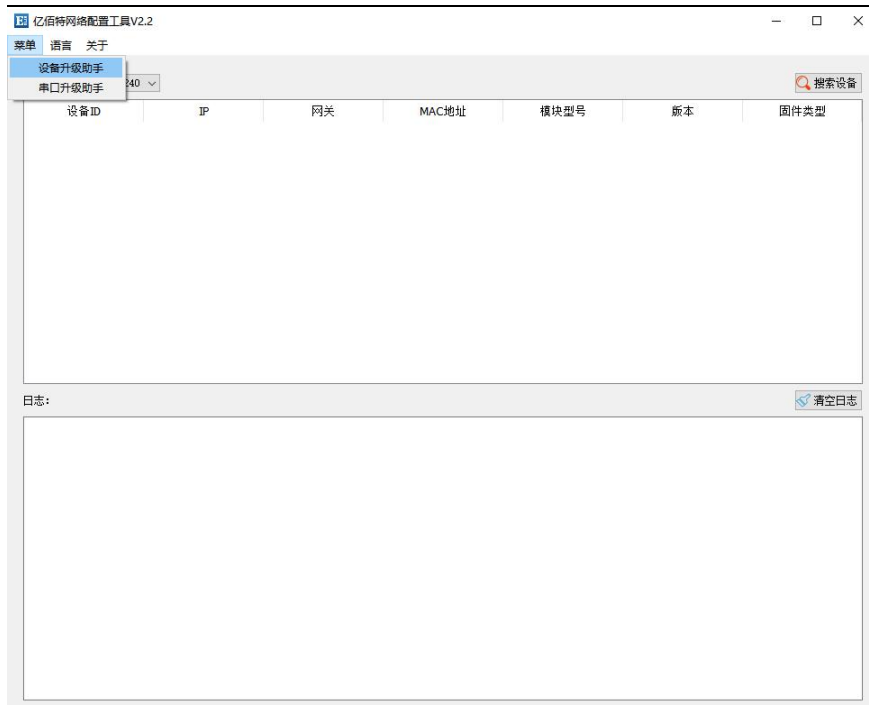 亿佰特网络配置工具V2.2
菜单 语言 关于
设备升级助手
串口升级助手
240
搜索设备
设备ID IP 网关 MAC地址 模块型号 版本 固件类型
日志：
清空日志